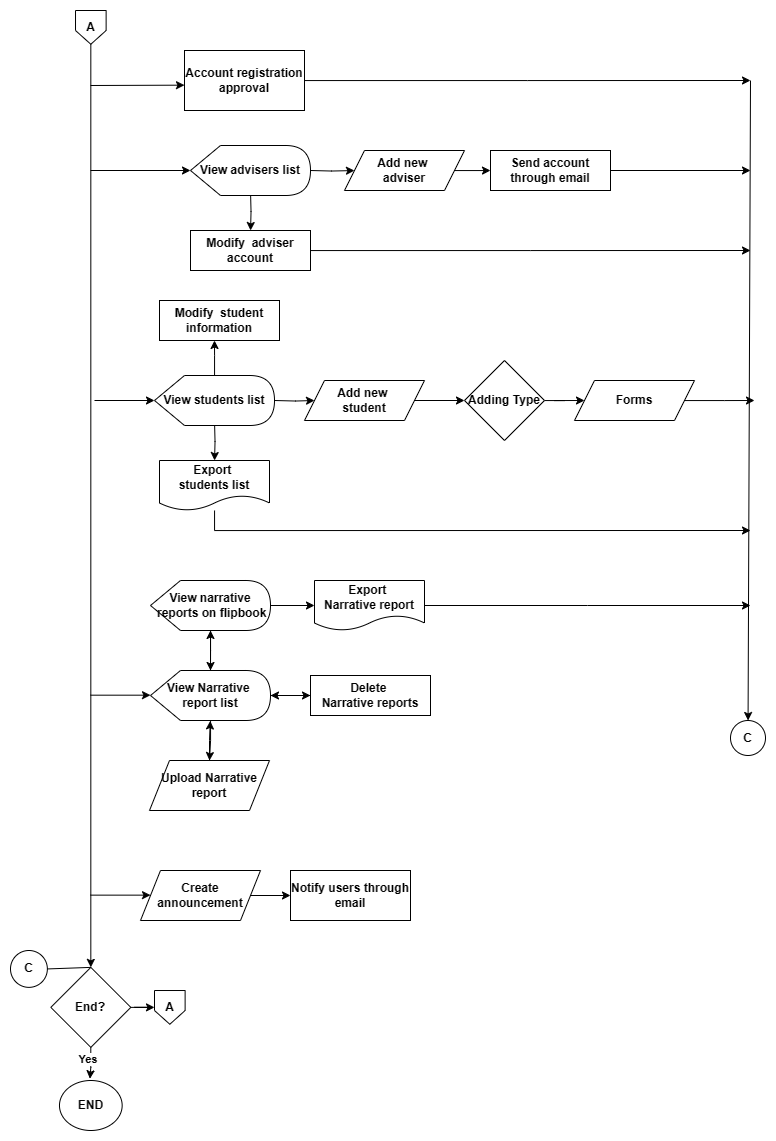 A
Account registration
approval
View advisers list
Add new
adviser
Send account
through email
Modify  adviser
account
Modify  student
information
View students list
Add new
student
Adding Type
Forms
Export
students list
View narrative
reports on flipbook
Export
Narrative report
View Narrative
report list
Delete
Narrative reports
C
Upload Narrative
report
Create
announcement
Notify users through
email
C
End?
A
Yes
END